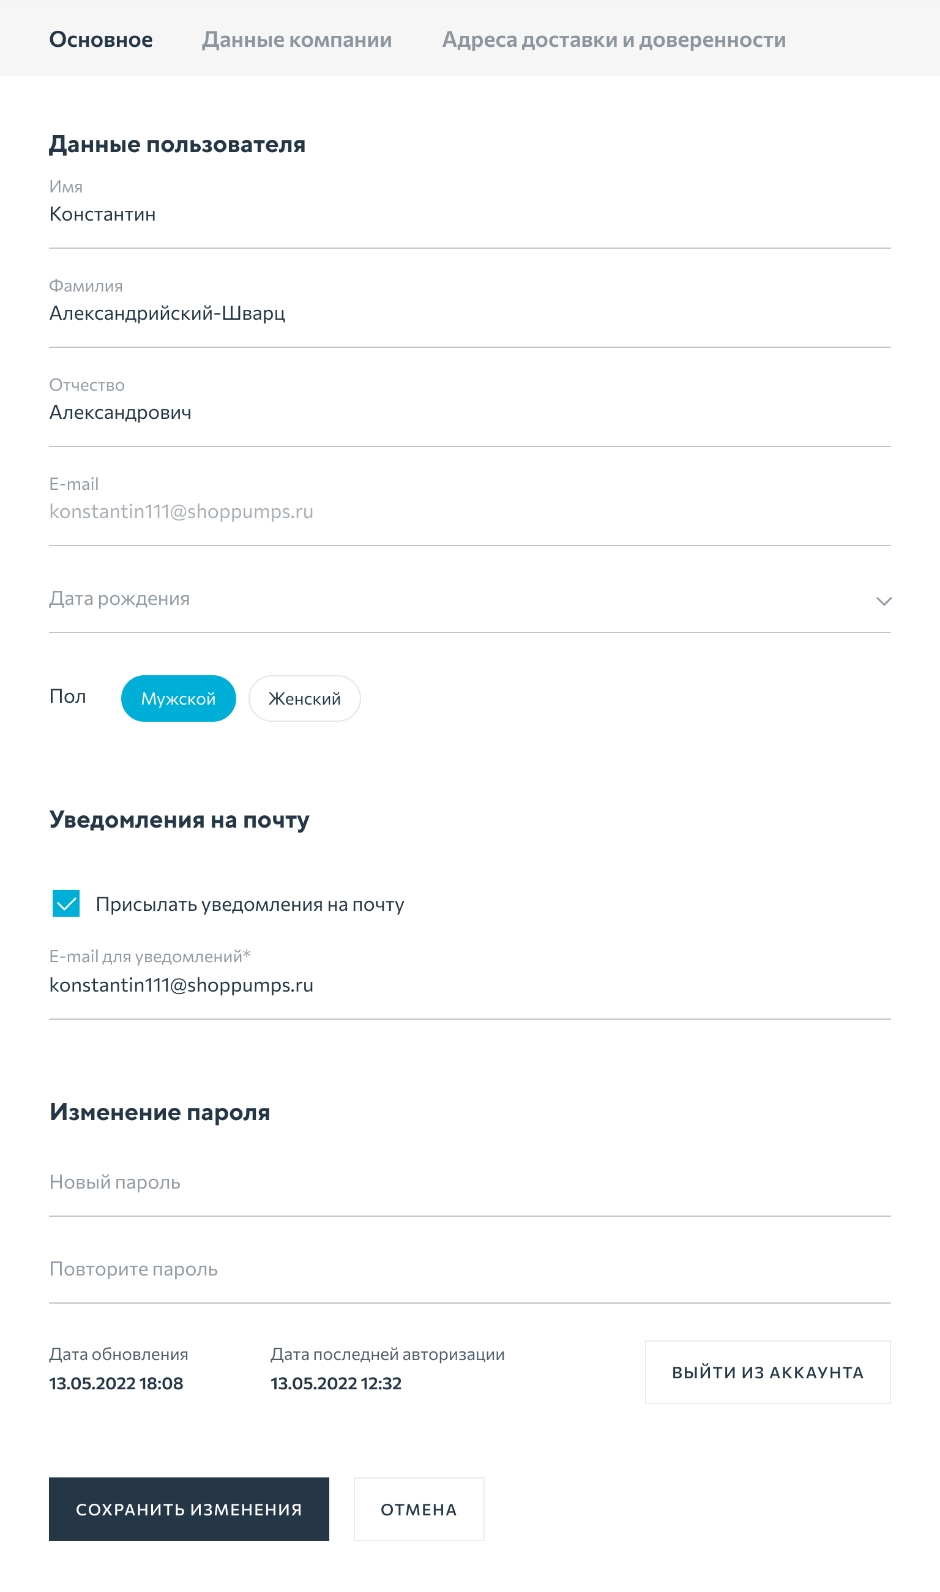 Основное Данные компании Адреса доставки и доверенности
Данные пользователя
Имя
Константин
Фамилия
Александрийский-Шварц
Отчество
Александрович
E-mail
konstantin111@shoppumps.ru
Дата рождения
Пол Мужской Женский
Уведомления на почту
Присылать уведомления на почту
E-mail для уведомлений*
konstantin111@shoppumps.ru
Изменение пароля
Новый пароль
Повторите пароль
Дата обновления Дата последней авторизации
13.05.2022 18:08 13.05.2022 12:32
ВЫЙТИ ИЗ АККАУНТА
СОХРАНИТЬ ИЗМЕНЕНИЯ ОТМЕНА